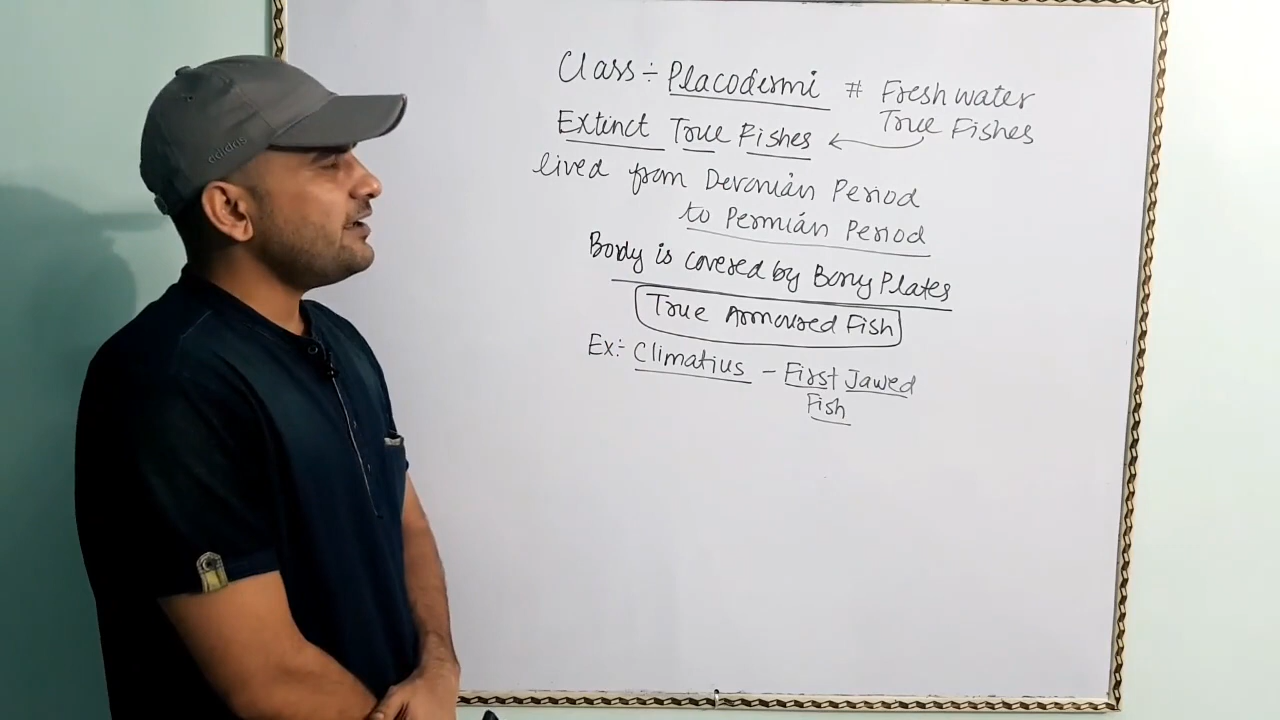 Class ÷ Placodermi # Fresh water
True Fishes
Extinct True Fishes
lived from Devonian Period
to Permian Period
Body is covered by Bony Plates
True Armoured Fish
Ex:- Climatius - First Jawed
Fish
adidas